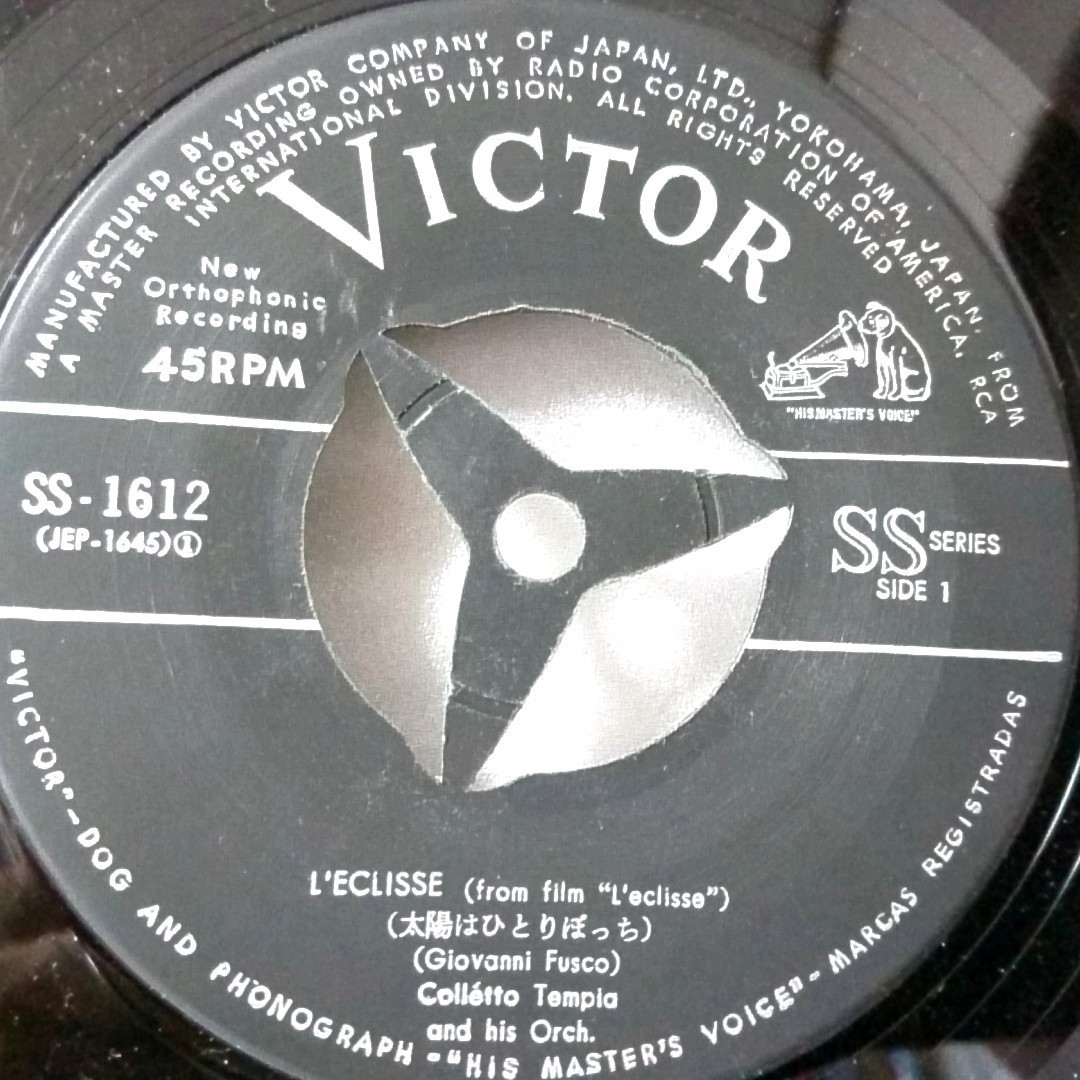 MANUFACTURED BY VICTOR COMPANY OF JAPAN, LTD., YOKOHAMA, JAPAN, FROM
A MASTER RECORDING OWNED BY RADIO CORPORATION OF AMERICA, RCA
INTERNATIONAL DIVISION. ALL RIGHTS RESERVED
VICTOR
New
Orthophonic
Recording
45RPM
"HIS MASTER'S VOICE"
SS-1612
(JEP-1645)①
SS SERIES
SIDE 1
L'ECLISSE (from film "L'eclisse")
(太陽はひとりぼっち)
(Giovanni Fusco)
Collétto Tempia
and his Orch.
"VICTOR"-DOG AND PHONOGRAPH-"HIS MASTER'S VOICE"-MARCAS REGISTRADAS